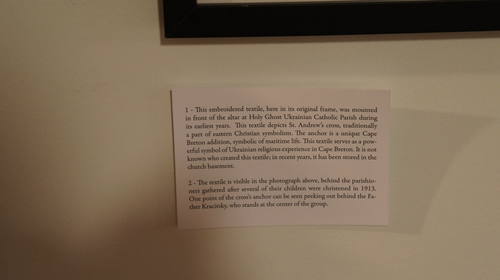 1 - This embroidered textile, here in its original frame, was mounted
in front of the altar at Holy Ghost Ukrainian Catholic Parish during
its earliest years. This textile depicts St. Andrew's cross, traditionally
a part of eastern Christian symbolism. The anchor is a unique Cape
Breton addition, symbolic of maritime life. This textile serves as a pow-
erful symbol of Ukrainian religious experience in Cape Breton. It is not
known who created this textile; in recent years, it has been stored in the
church basement.
2 - The textile is visible in the photograph above, behind the parishio-
ners gathered after several of their children were christened in 1913.
One point of the cross's anchor can be seen peeking out behind the Fa-
ther Kracinsky, who stands at the center of the group.